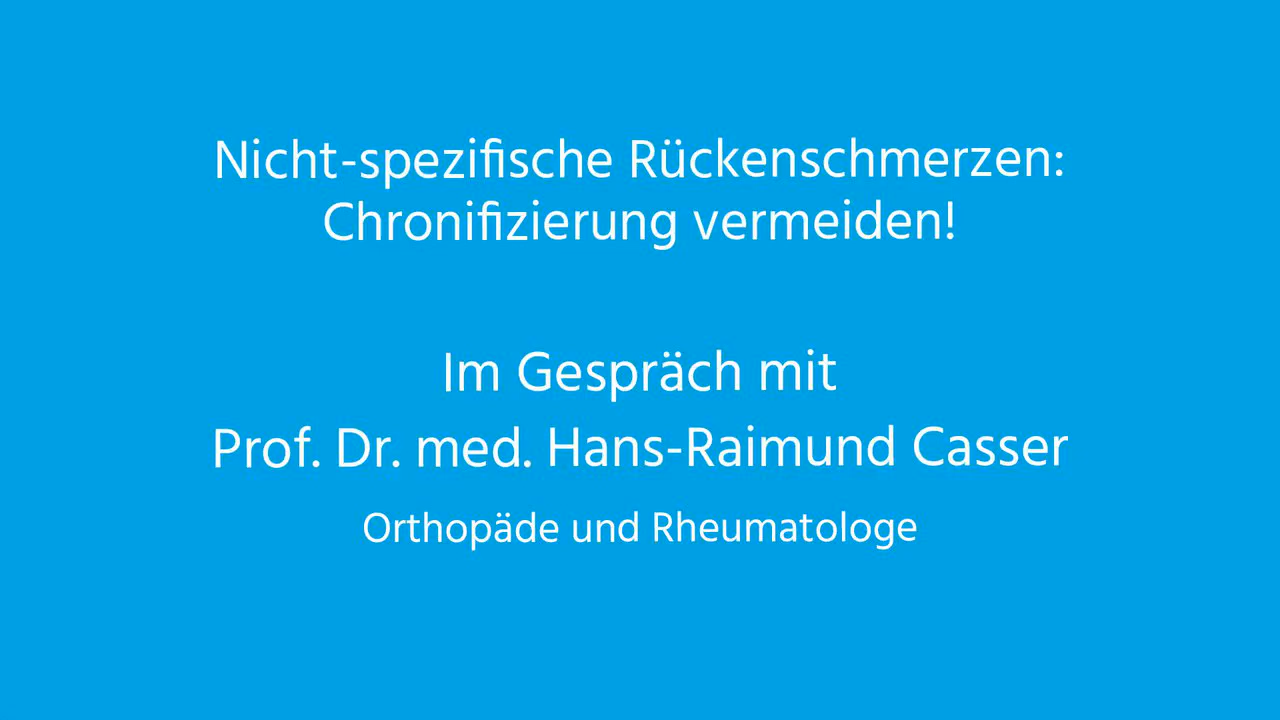 Nicht-spezifische Rückenschmerzen:
Chronifizierung vermeiden!
Im Gespräch mit
Prof. Dr. med. Hans-Raimund Casser
Orthopäde und Rheumatologe